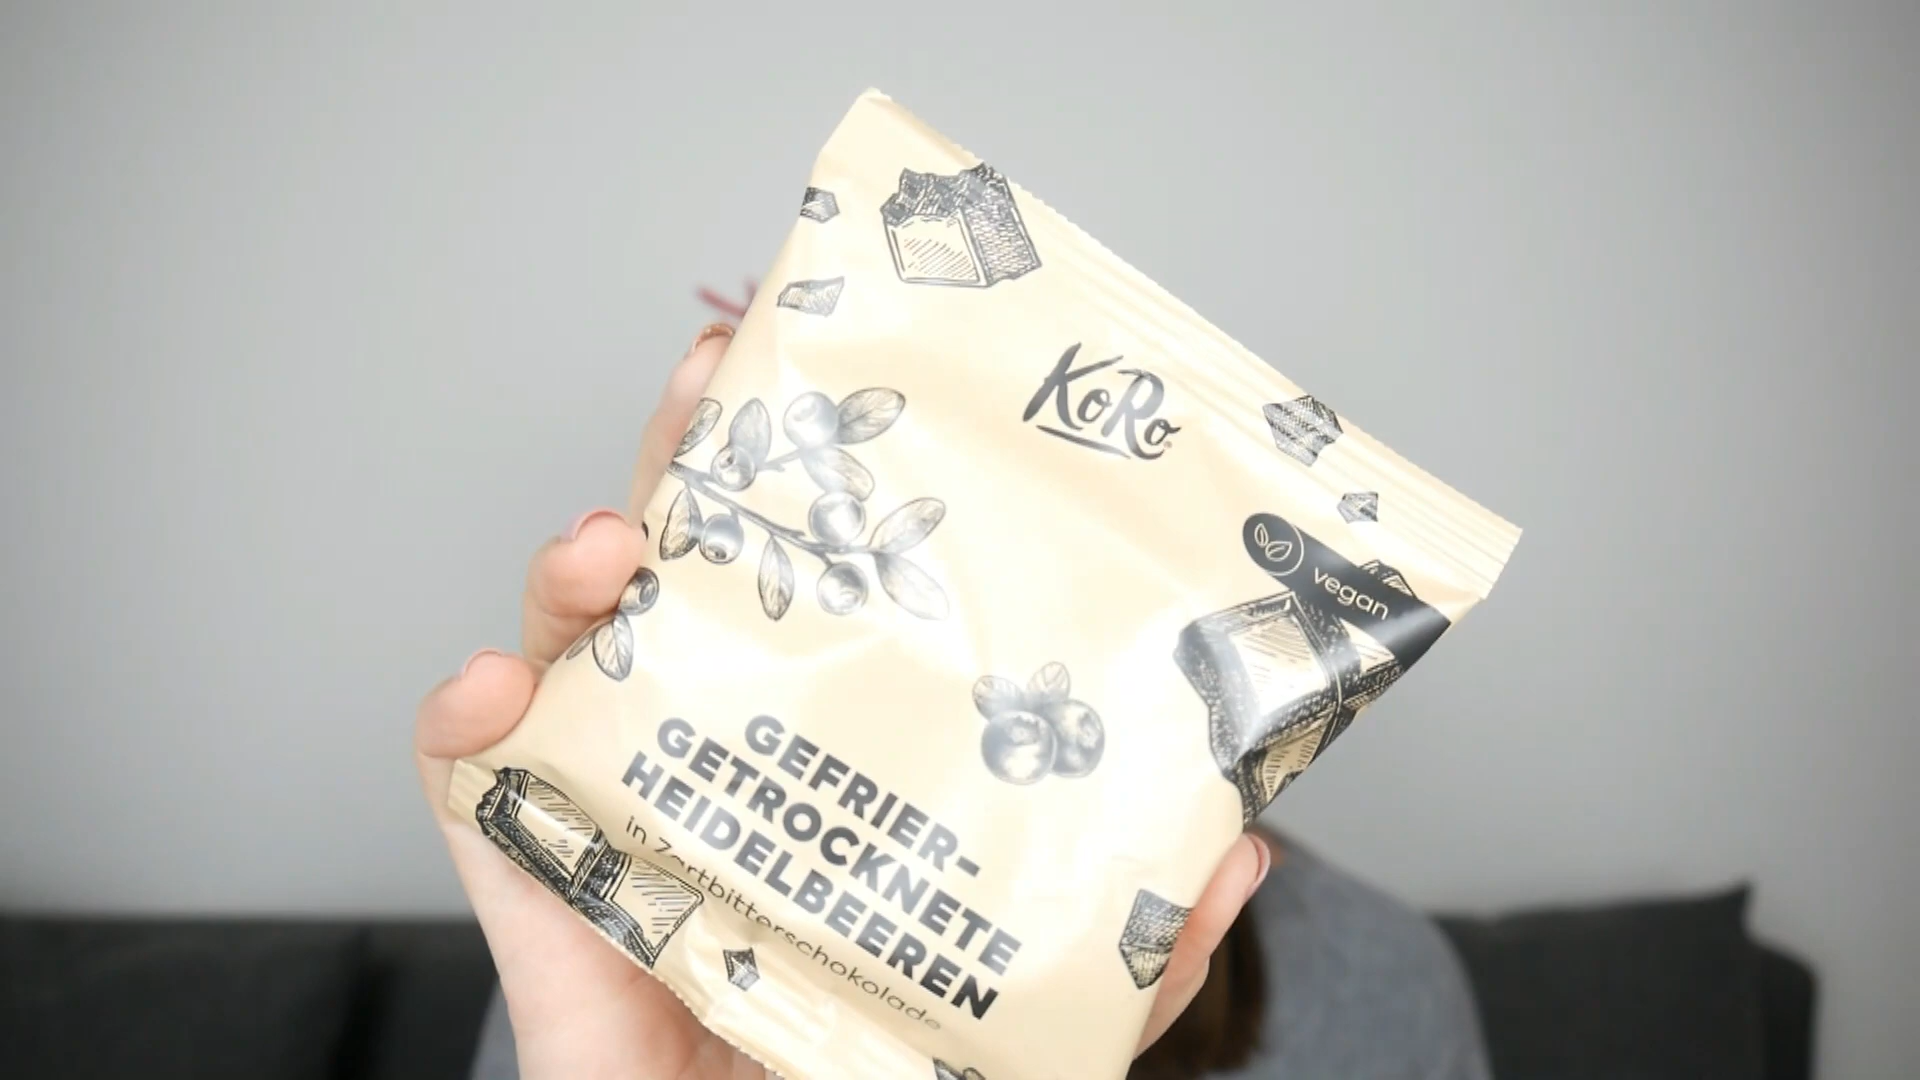 KoRo
vegan
GEFRIER-
GETROCKNETE
HEIDELBEEREN
in Zartbitterschokolade